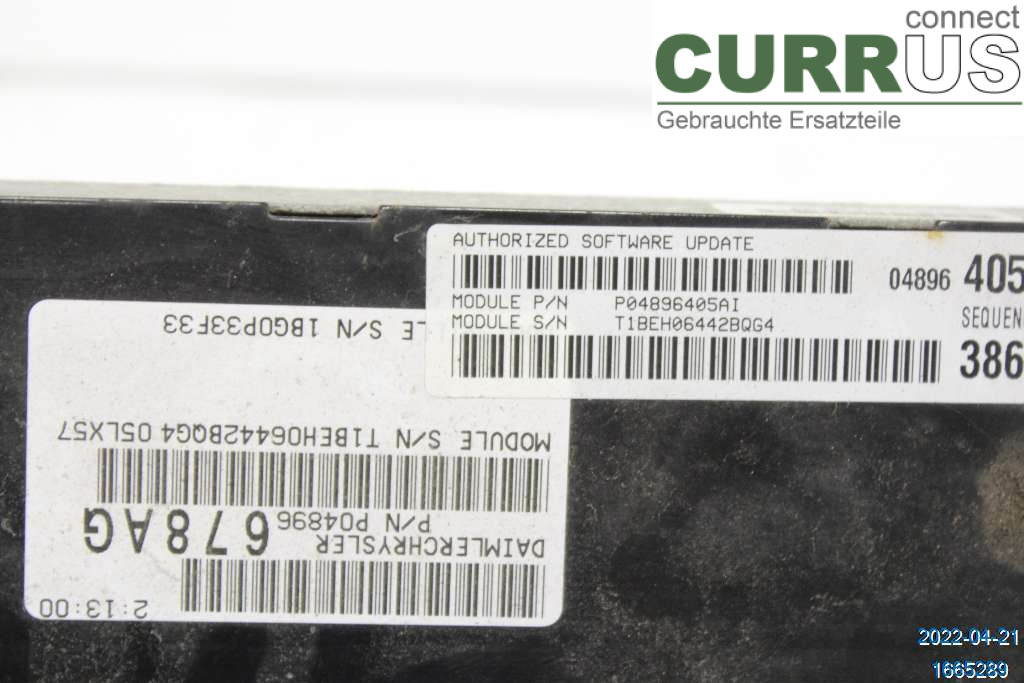 connect
CURRUS
Gebrauchte Ersatzteile
AUTHORIZED SOFTWARE UPDATE
04896 405
MODULE P/N P04896405AI
MODULE S/N T1BEH06442BQG4
SEQUEN
386
2:13:00
DAIMLERCHRYSLER
P/N P04896 678AG
MODULE S/N T1BEH06442BQG4 05LX57
LE S/N 1BG0P33F33
2022-04-21
1665289